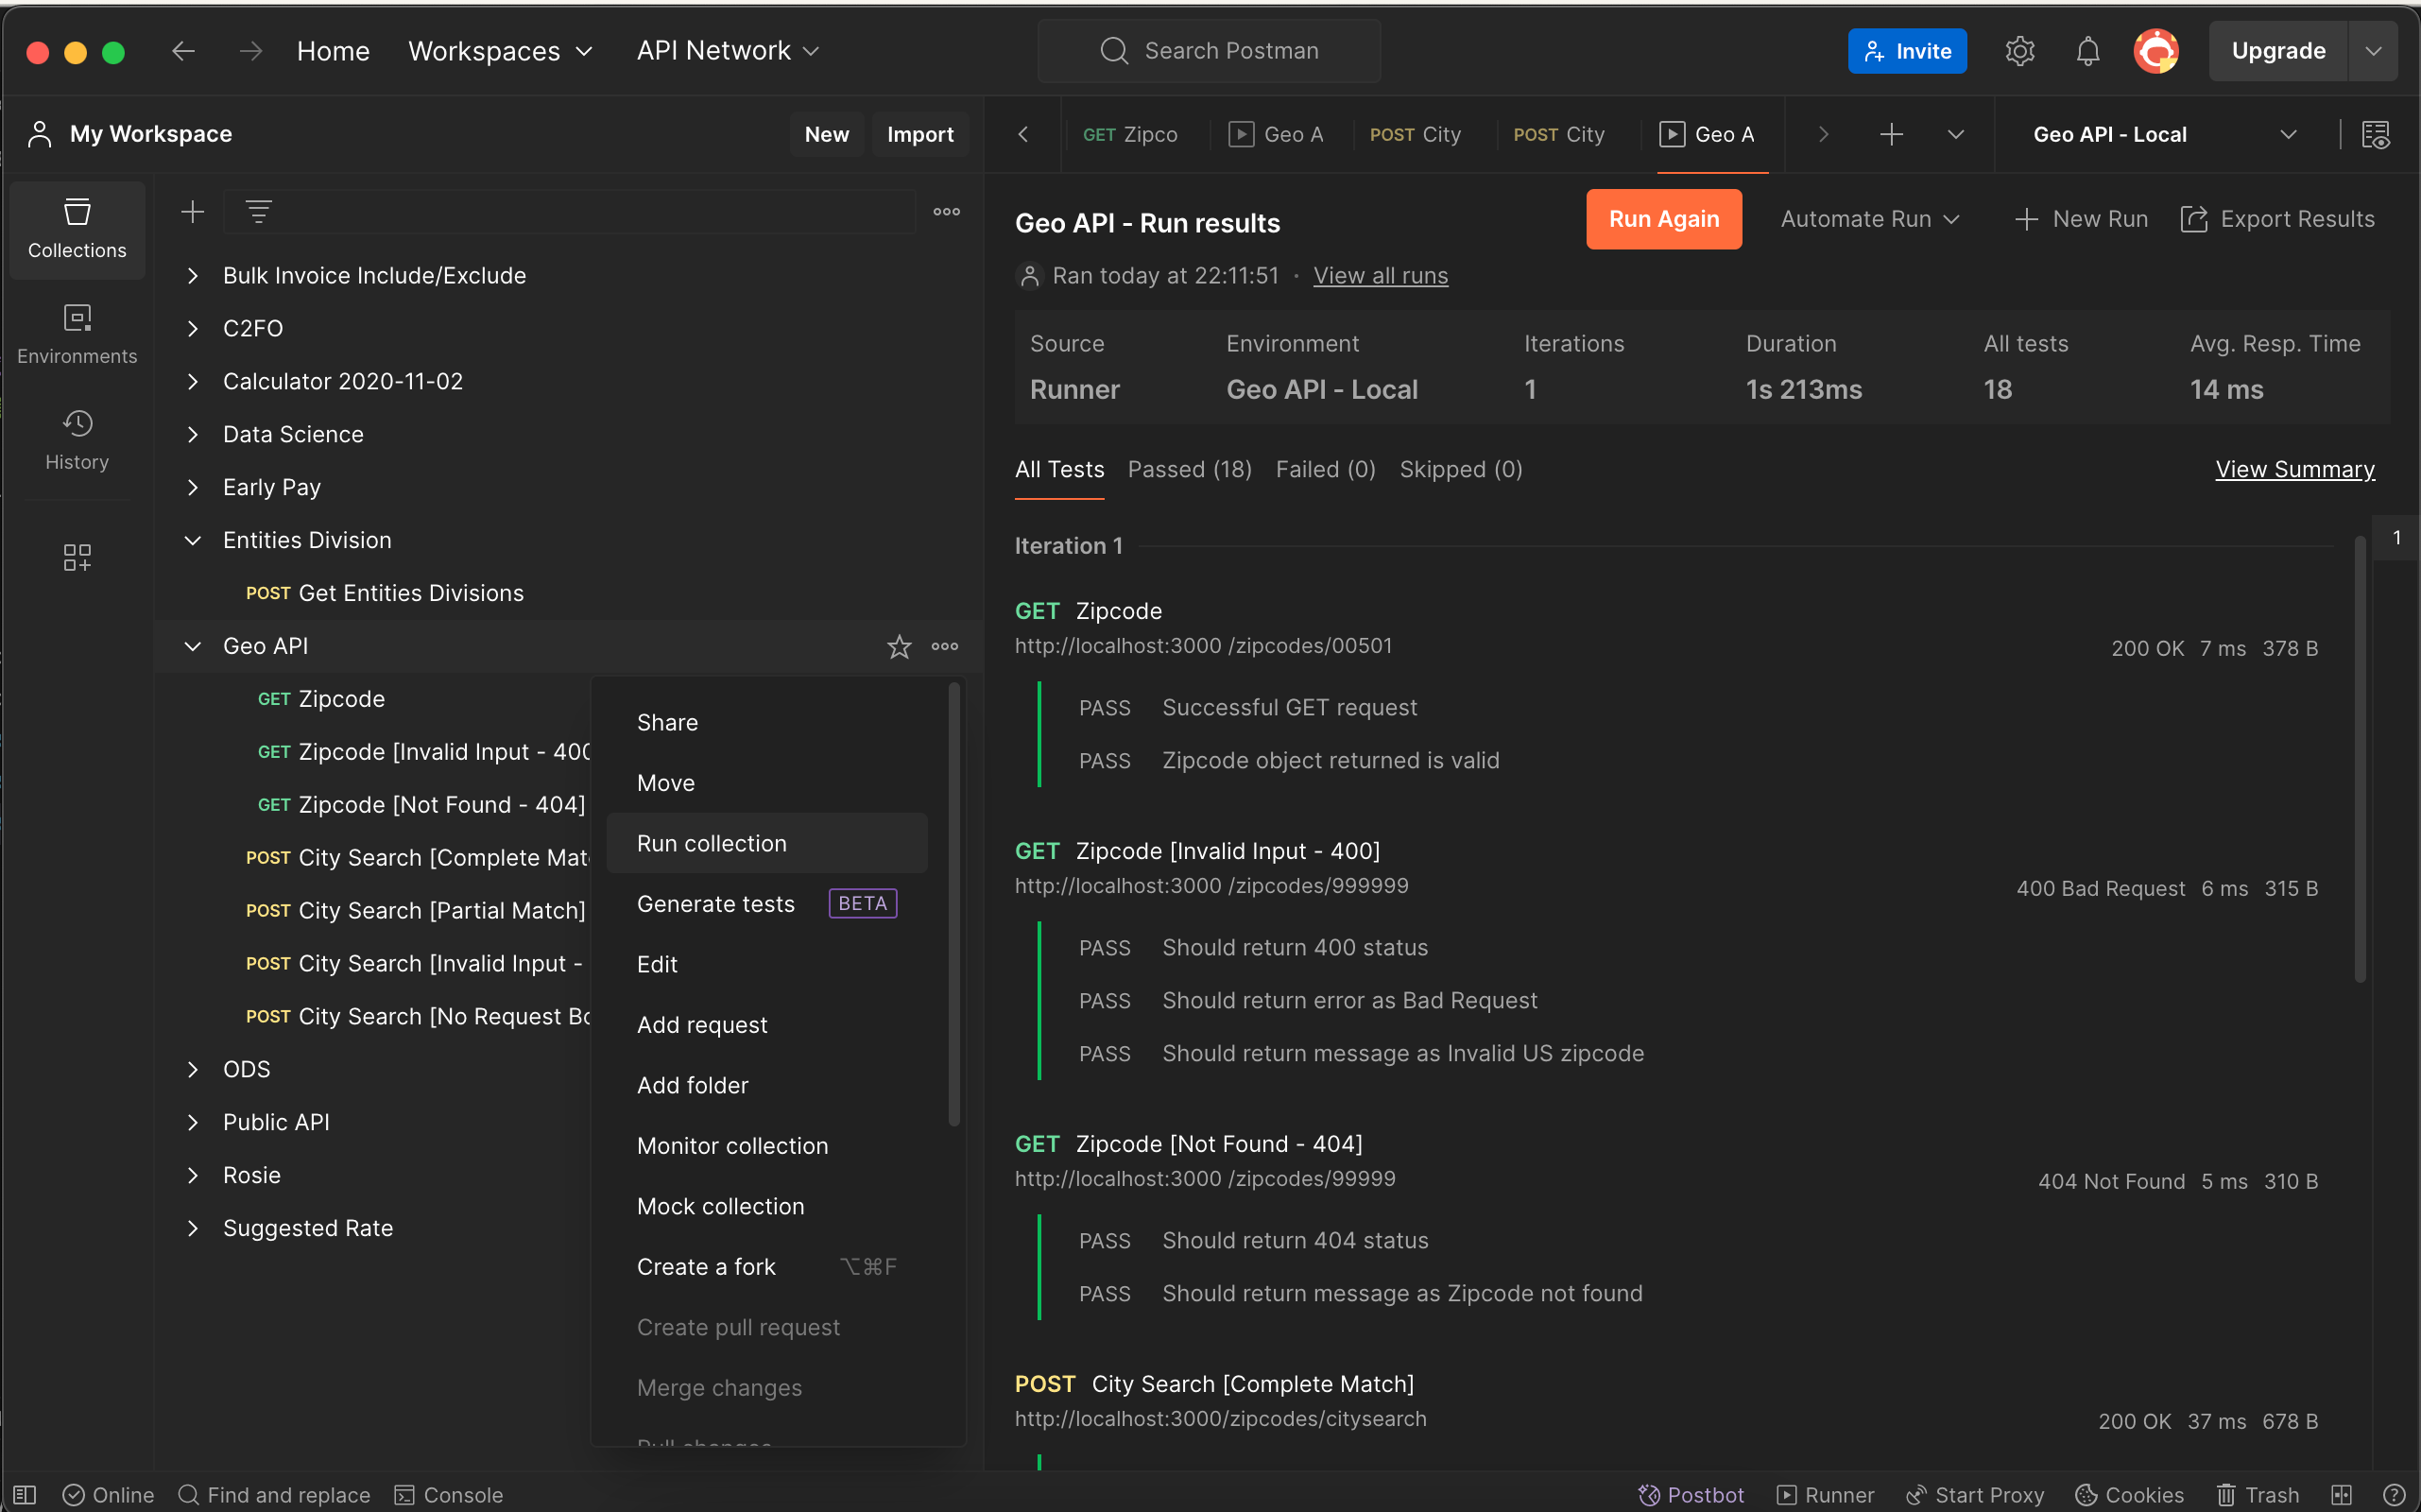 Home Workspaces API Network Search Postman Invite Upgrade
My Workspace New Import
GET Zipco Geo A POST City POST City Geo A Geo API - Local
Collections
Environments
History
Bulk Invoice Include/Exclude
C2FO
Calculator 2020-11-02
Data Science
Early Pay
Entities Division
POST Get Entities Divisions
Geo API
GET Zipcode
GET Zipcode [Invalid Input - 400
GET Zipcode [Not Found - 404]
POST City Search [Complete Mat
POST City Search [Partial Match]
POST City Search [Invalid Input -
POST City Search [No Request Bo
ODS
Public API
Rosie
Suggested Rate
Share
Move
Run collection
Generate tests BETA
Edit
Add request
Add folder
Monitor collection
Mock collection
Create a fork ⌥⌘F
Create pull request
Merge changes
Pull changes
Geo API - Run results Run Again Automate Run New Run Export Results
Ran today at 22:11:51 · View all runs
Source Environment Iterations Duration All tests Avg. Resp. Time
Runner Geo API - Local 1 1s 213ms 18 14 ms
All Tests Passed (18) Failed (0) Skipped (0) View Summary
Iteration 1 1
GET Zipcode
http://localhost:3000 /zipcodes/00501 200 OK 7 ms 378 B
PASS Successful GET request
PASS Zipcode object returned is valid
GET Zipcode [Invalid Input - 400]
http://localhost:3000 /zipcodes/999999 400 Bad Request 6 ms 315 B
PASS Should return 400 status
PASS Should return error as Bad Request
PASS Should return message as Invalid US zipcode
GET Zipcode [Not Found - 404]
http://localhost:3000 /zipcodes/99999 404 Not Found 5 ms 310 B
PASS Should return 404 status
PASS Should return message as Zipcode not found
POST City Search [Complete Match]
http://localhost:3000/zipcodes/citysearch 200 OK 37 ms 678 B
Online Find and replace Console Postbot Runner Start Proxy Cookies Trash